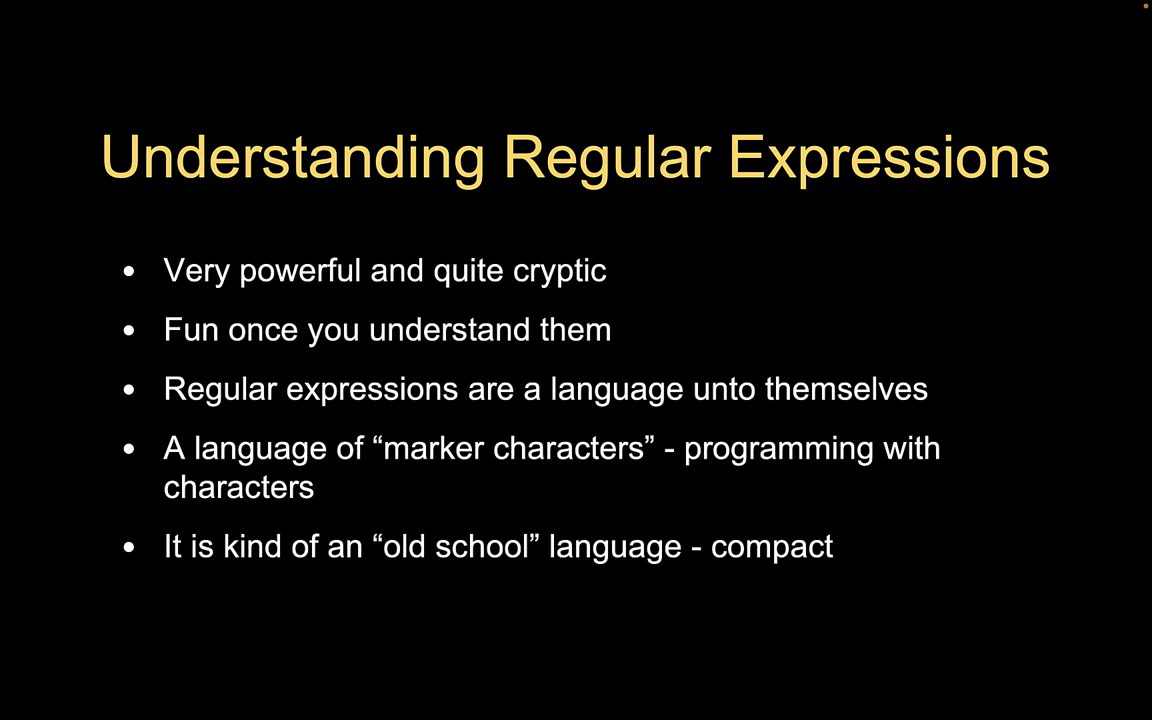 Understanding Regular Expressions
• Very powerful and quite cryptic
• Fun once you understand them
• Regular expressions are a language unto themselves
• A language of “marker characters” - programming with
characters
• It is kind of an “old school” language - compact